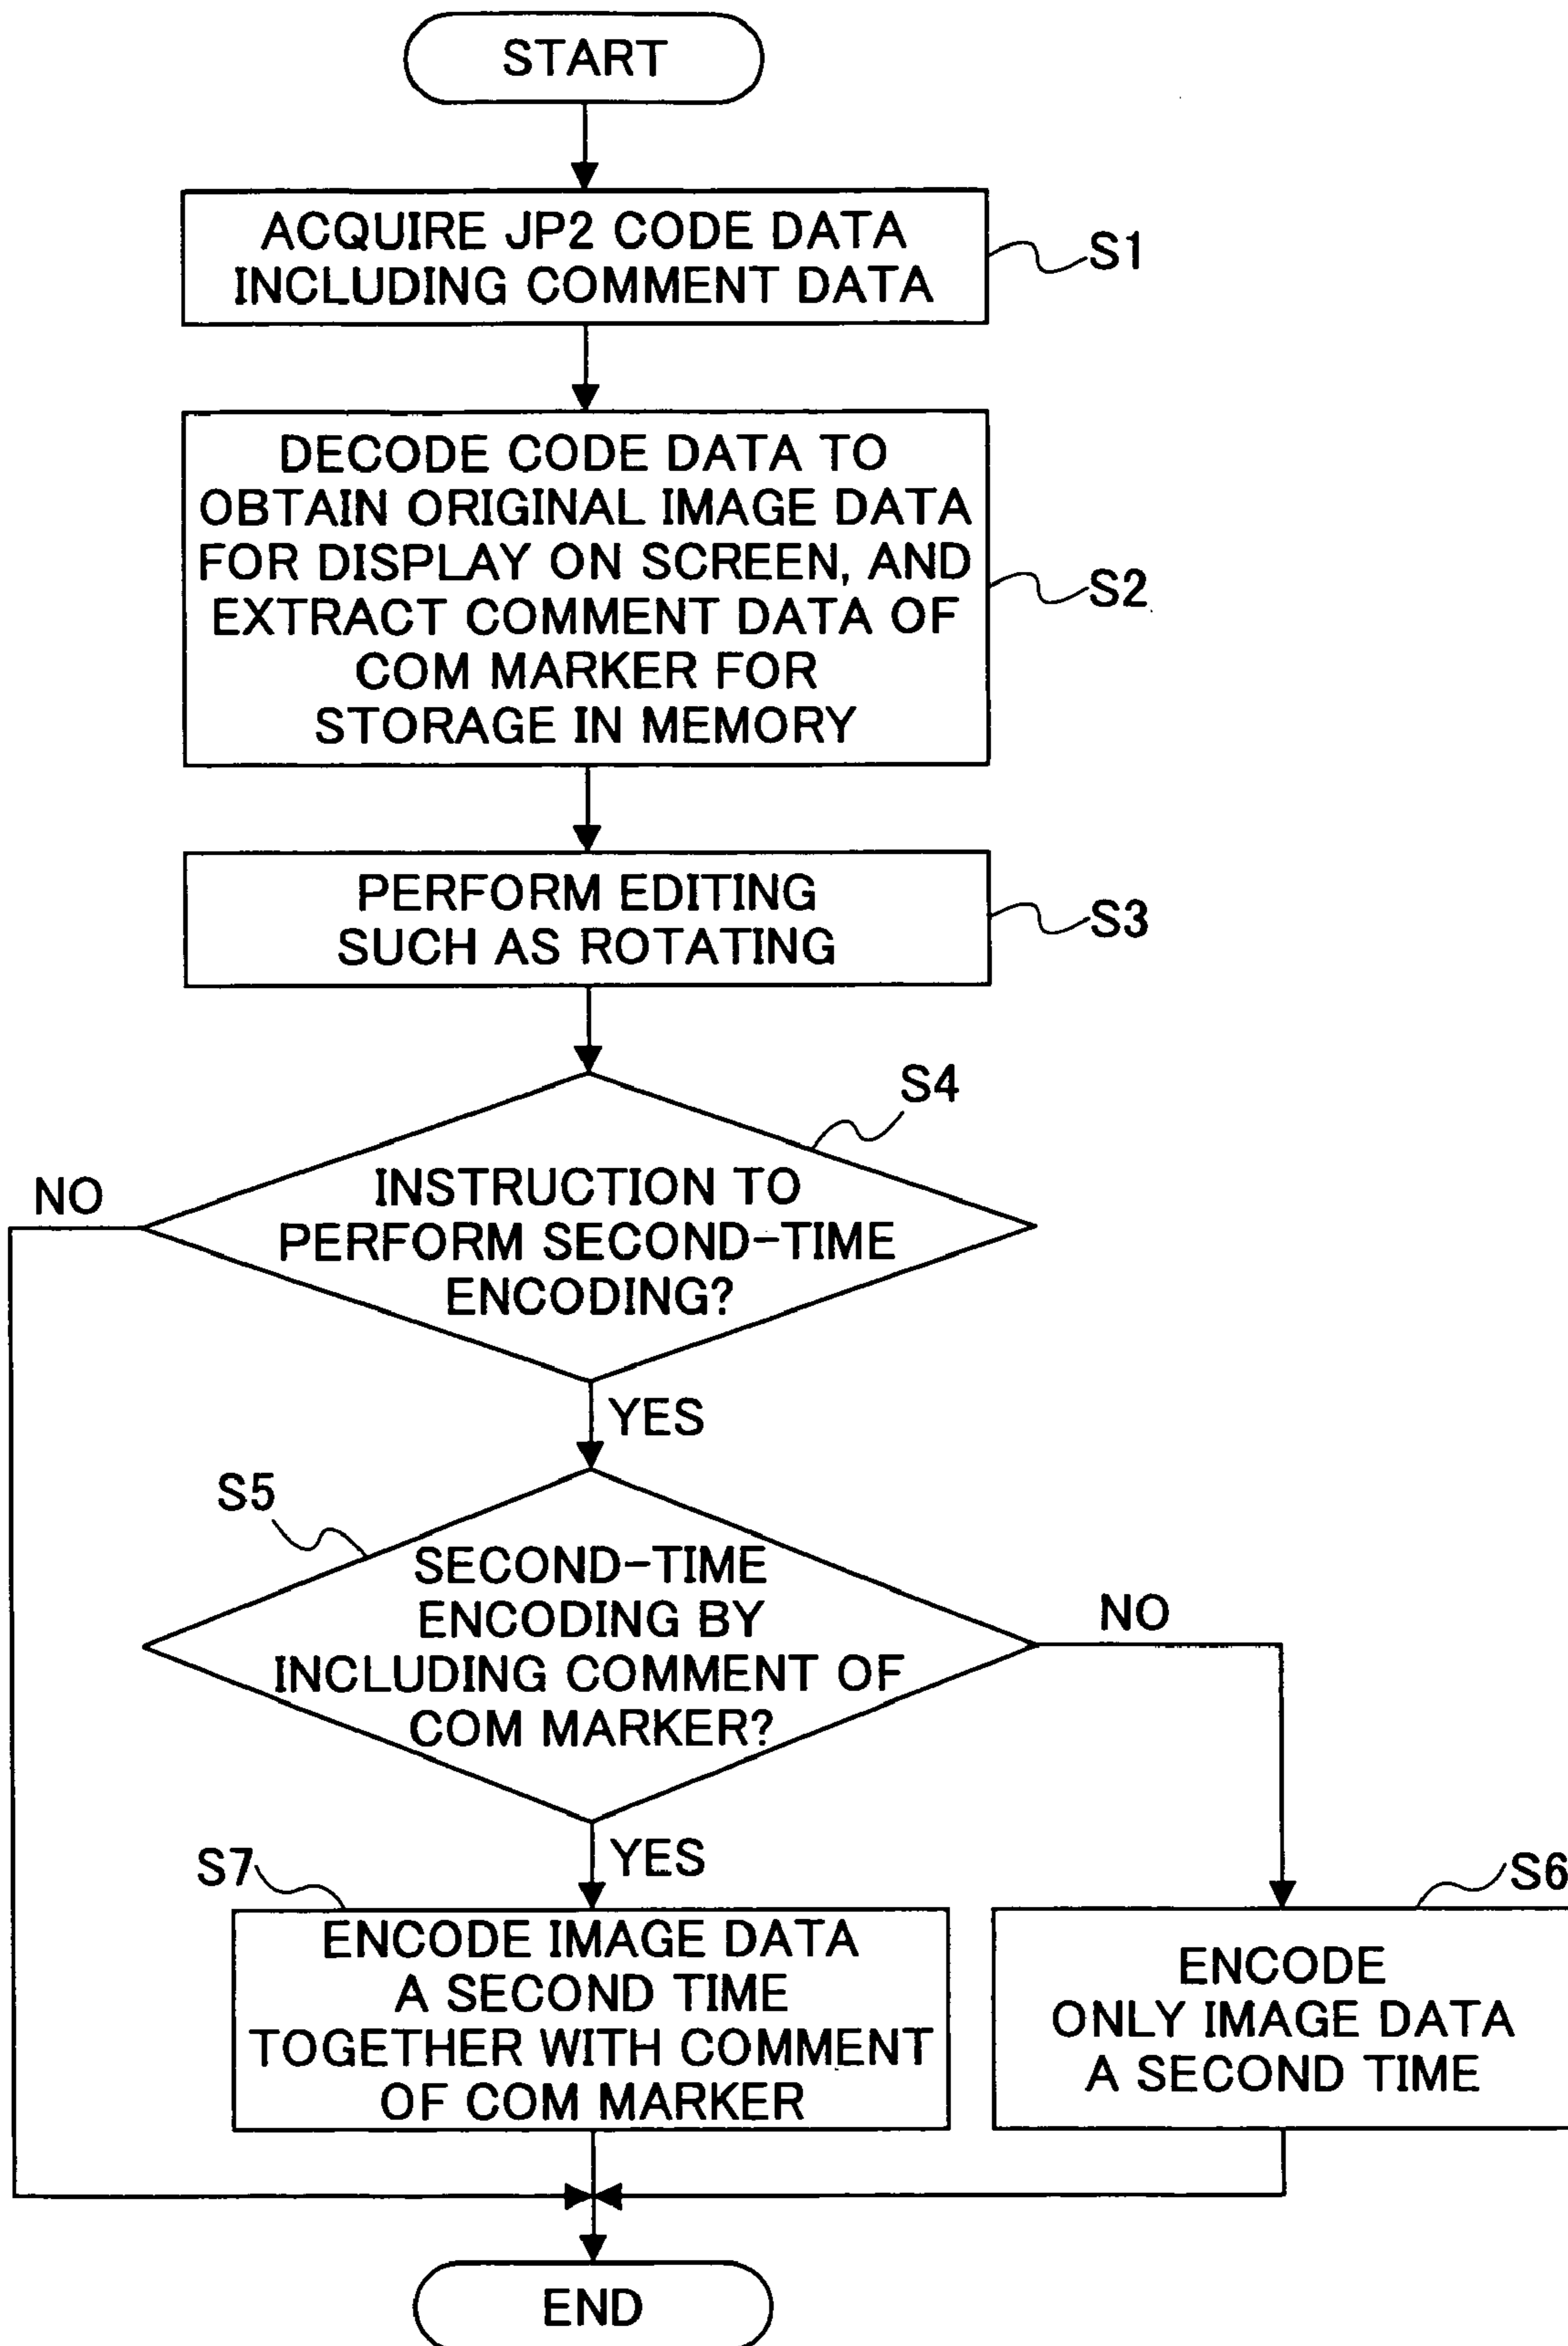 START
ACQUIRE JP2 CODE DATA
INCLUDING COMMENT DATA
S1
DECODE CODE DATA TO
OBTAIN ORIGINAL IMAGE DATA
FOR DISPLAY ON SCREEN, AND
EXTRACT COMMENT DATA OF
COM MARKER FOR
STORAGE IN MEMORY
S2
PERFORM EDITING
SUCH AS ROTATING
S3
S4
NO
INSTRUCTION TO
PERFORM SECOND-TIME
ENCODING?
YES
S5
SECOND-TIME
ENCODING BY
INCLUDING COMMENT OF
COM MARKER?
NO
YES
S7
ENCODE IMAGE DATA
A SECOND TIME
TOGETHER WITH COMMENT
OF COM MARKER
S6
ENCODE
ONLY IMAGE DATA
A SECOND TIME
END